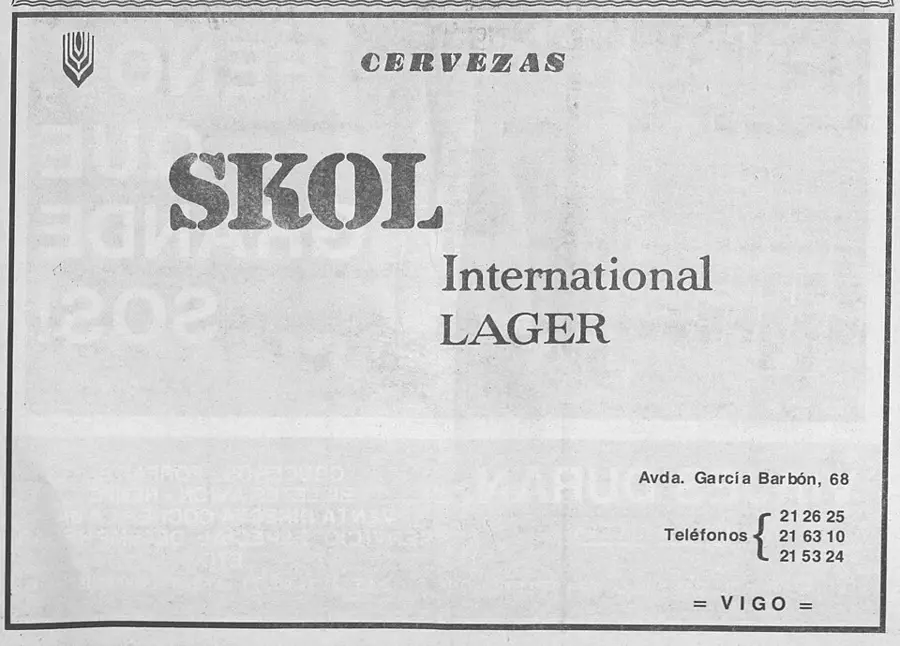 CERVEZAS
SKOL
International
LAGER
Avda. García Barbón, 68
Teléfonos { 21 26 25
21 63 10
21 53 24
= VIGO =